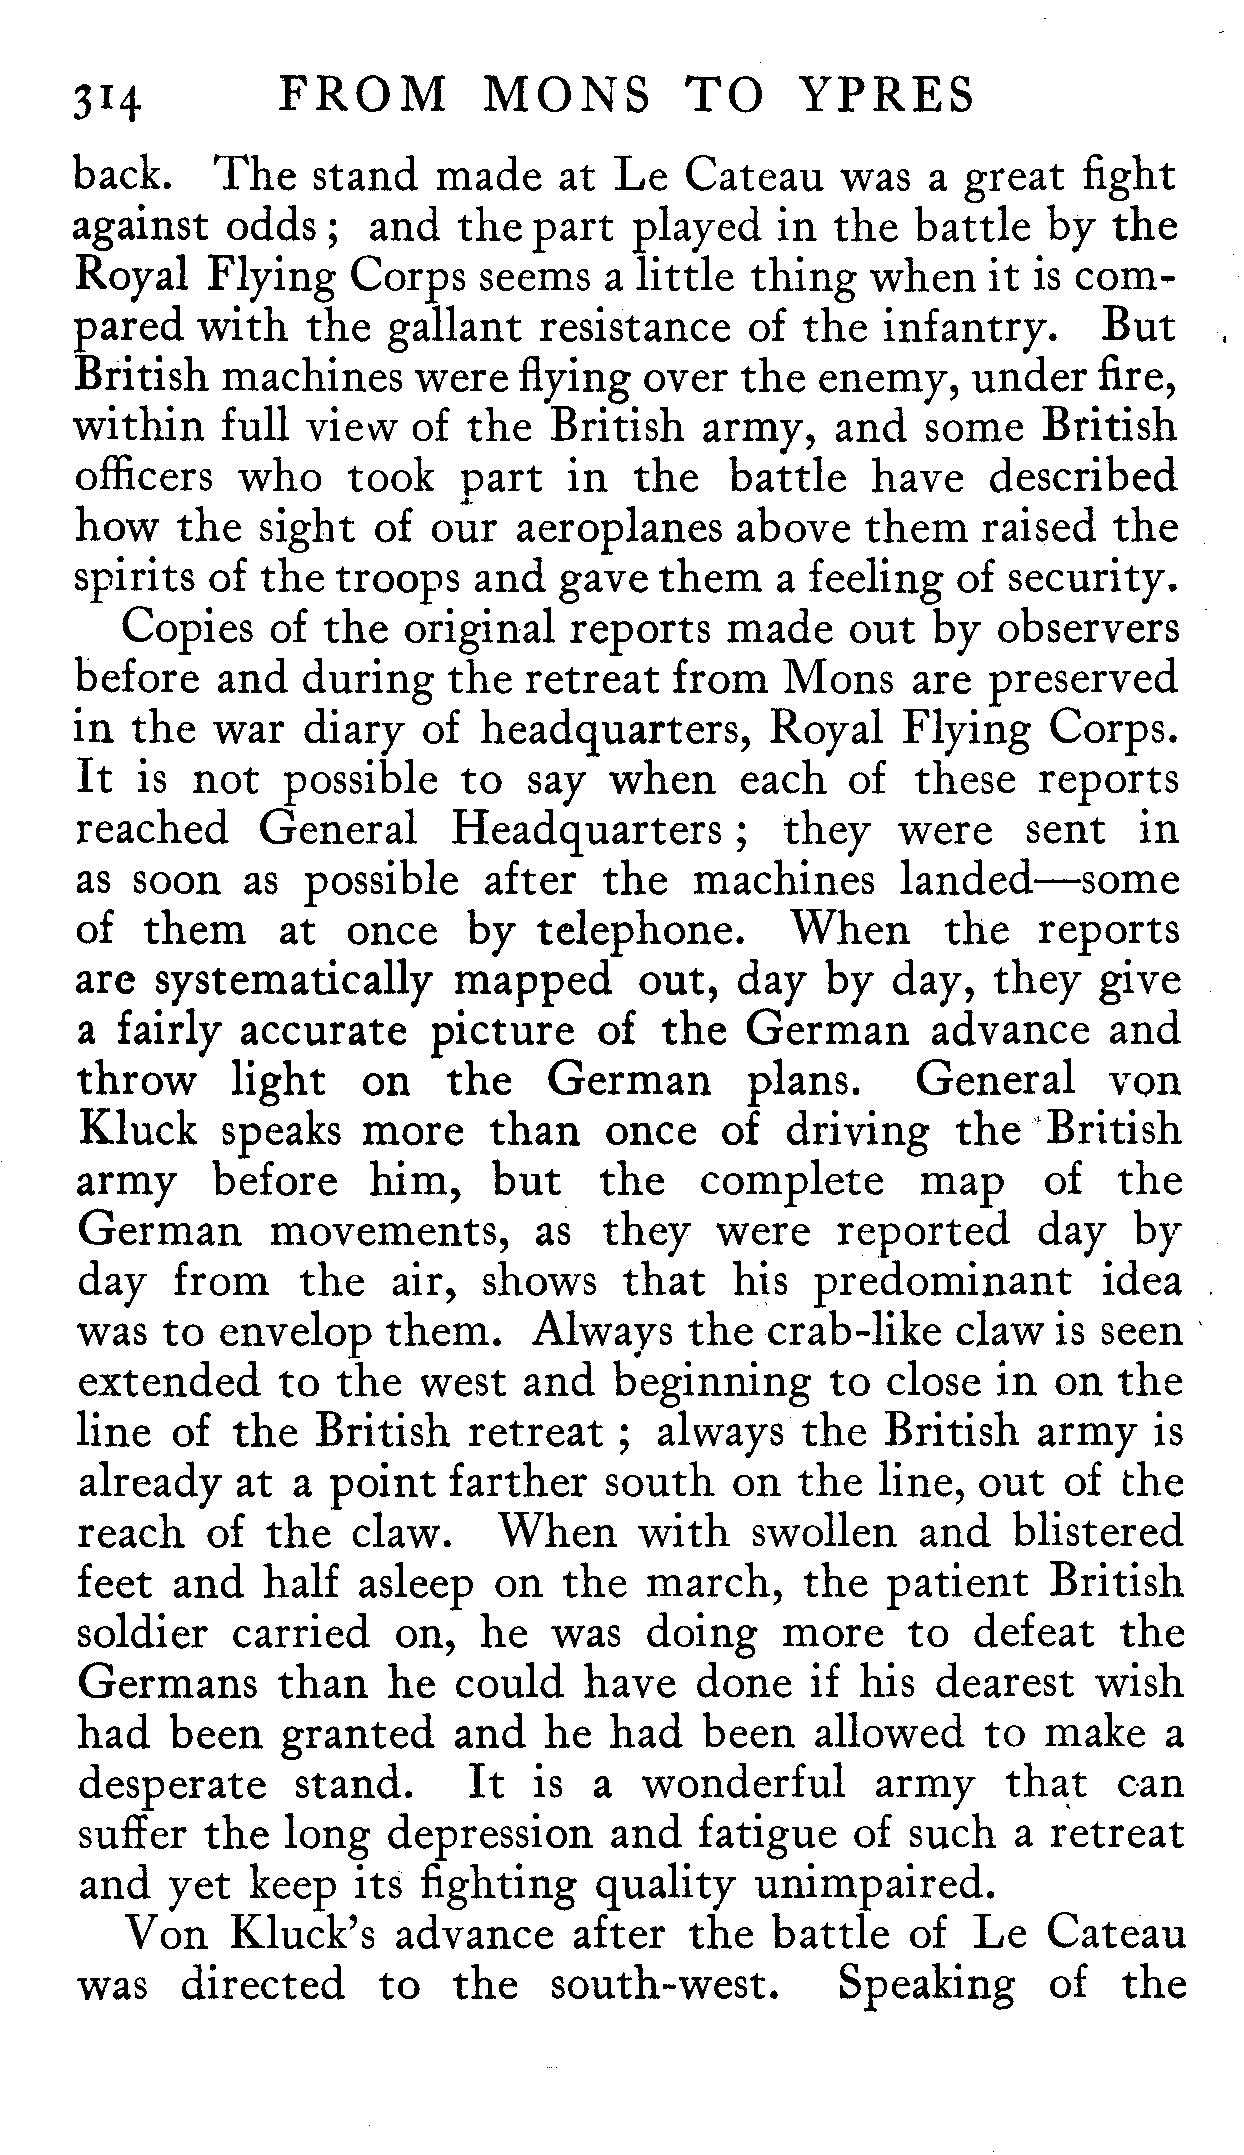 314 FROM MONS TO YPRES
back. The stand made at Le Cateau was a great fight
against odds ; and the part played in the battle by the
Royal Flying Corps seems a little thing when it is com-
pared with the gallant resistance of the infantry. But
British machines were flying over the enemy, under fire,
within full view of the British army, and some British
officers who took part in the battle have described
how the sight of our aeroplanes above them raised the
spirits of the troops and gave them a feeling of security.
Copies of the original reports made out by observers
before and during the retreat from Mons are preserved
in the war diary of headquarters, Royal Flying Corps.
It is not possible to say when each of these reports
reached General Headquarters ; they were sent in
as soon as possible after the machines landed—some
of them at once by telephone. When the reports
are systematically mapped out, day by day, they give
a fairly accurate picture of the German advance and
throw light on the German plans. General von
Kluck speaks more than once of driving the British
army before him, but the complete map of the
German movements, as they were reported day by
day from the air, shows that his predominant idea
was to envelop them. Always the crab-like claw is seen
extended to the west and beginning to close in on the
line of the British retreat ; always the British army is
already at a point farther south on the line, out of the
reach of the claw. When with swollen and blistered
feet and half asleep on the march, the patient British
soldier carried on, he was doing more to defeat the
Germans than he could have done if his dearest wish
had been granted and he had been allowed to make a
desperate stand. It is a wonderful army that can
suffer the long depression and fatigue of such a retreat
and yet keep its fighting quality unimpaired.
Von Kluck's advance after the battle of Le Cateau
was directed to the south-west. Speaking of the